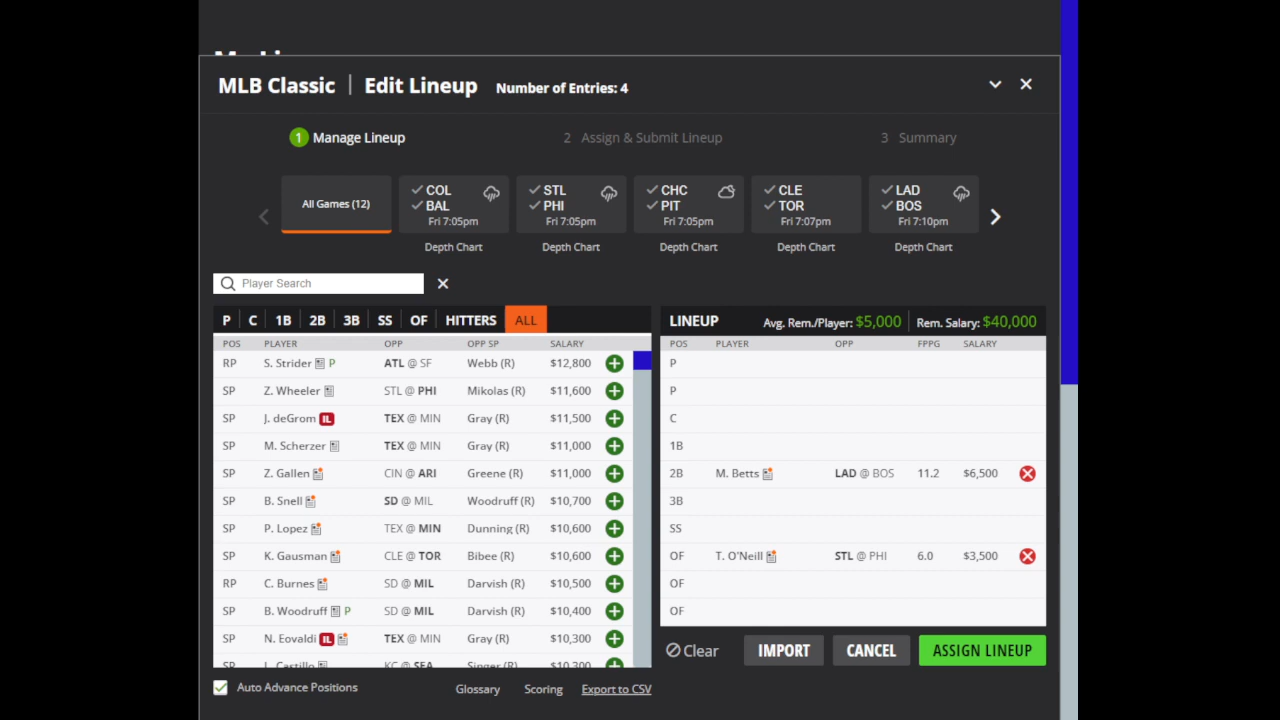 MLB Classic | Edit Lineup Number of Entries: 4
1 Manage Lineup 2 Assign & Submit Lineup 3 Summary
All Games (12)
COL BAL Fri 7:05pm Depth Chart
STL PHI Fri 7:05pm Depth Chart
CHC PIT Fri 7:05pm Depth Chart
CLE TOR Fri 7:07pm Depth Chart
LAD BOS Fri 7:10pm Depth Chart
Player Search
P C 1B 2B 3B SS OF HITTERS ALL
POS PLAYER OPP OPP SP SALARY
RP S. Strider P ATL @ SF Webb (R) $12,800
SP Z. Wheeler STL @ PHI Mikolas (R) $11,600
SP J. deGrom IL TEX @ MIN Gray (R) $11,500
SP M. Scherzer TEX @ MIN Gray (R) $11,000
SP Z. Gallen CIN @ ARI Greene (R) $11,000
SP B. Snell SD @ MIL Woodruff (R) $10,700
SP P. Lopez TEX @ MIN Dunning (R) $10,600
SP K. Gausman CLE @ TOR Bibee (R) $10,600
RP C. Burnes SD @ MIL Darvish (R) $10,500
SP B. Woodruff P SD @ MIL Darvish (R) $10,400
SP N. Eovaldi IL TEX @ MIN Gray (R) $10,300
SP L. Castillo KC @ SEA Singer (R) $10,300
Auto Advance Positions Glossary Scoring Export to CSV
LINEUP Avg. Rem./Player: $5,000 Rem. Salary: $40,000
POS PLAYER OPP FPPG SALARY
P
P
C
1B
2B M. Betts LAD @ BOS 11.2 $6,500
3B
SS
OF T. O'Neill STL @ PHI 6.0 $3,500
OF
OF
Clear IMPORT CANCEL ASSIGN LINEUP